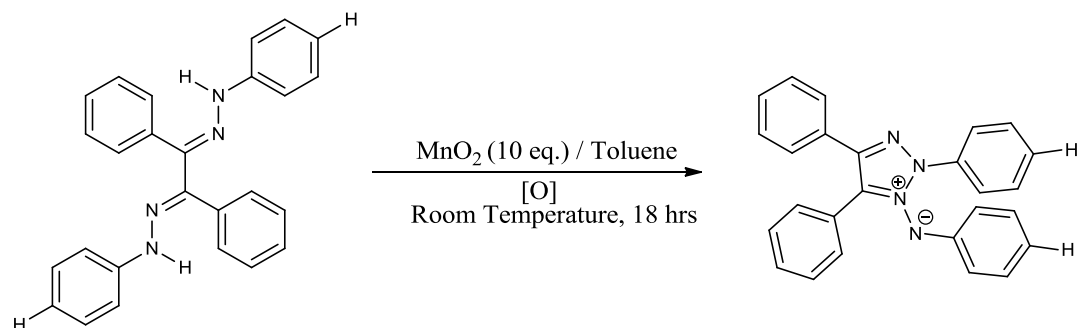 H
H
N
N
N
N
H
H
MnO₂ (10 eq.) / Toluene
[O]
Room Temperature, 18 hrs
N
N
H
N
⊕
N
⊖
H